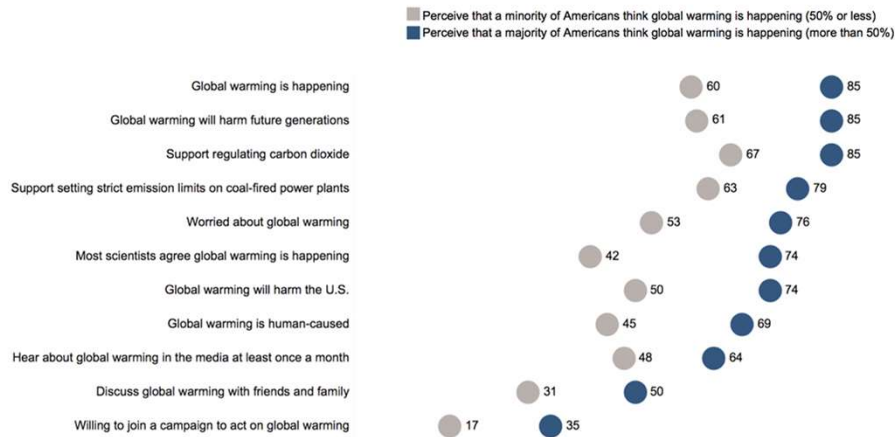 Perceive that a minority of Americans think global warming is happening (50% or less)
Perceive that a majority of Americans think global warming is happening (more than 50%)
Global warming is happening 60 85
Global warming will harm future generations 61 85
Support regulating carbon dioxide 67 85
Support setting strict emission limits on coal-fired power plants 63 79
Worried about global warming 53 76
Most scientists agree global warming is happening 42 74
Global warming will harm the U.S. 50 74
Global warming is human-caused 45 69
Hear about global warming in the media at least once a month 48 64
Discuss global warming with friends and family 31 50
Willing to join a campaign to act on global warming 17 35